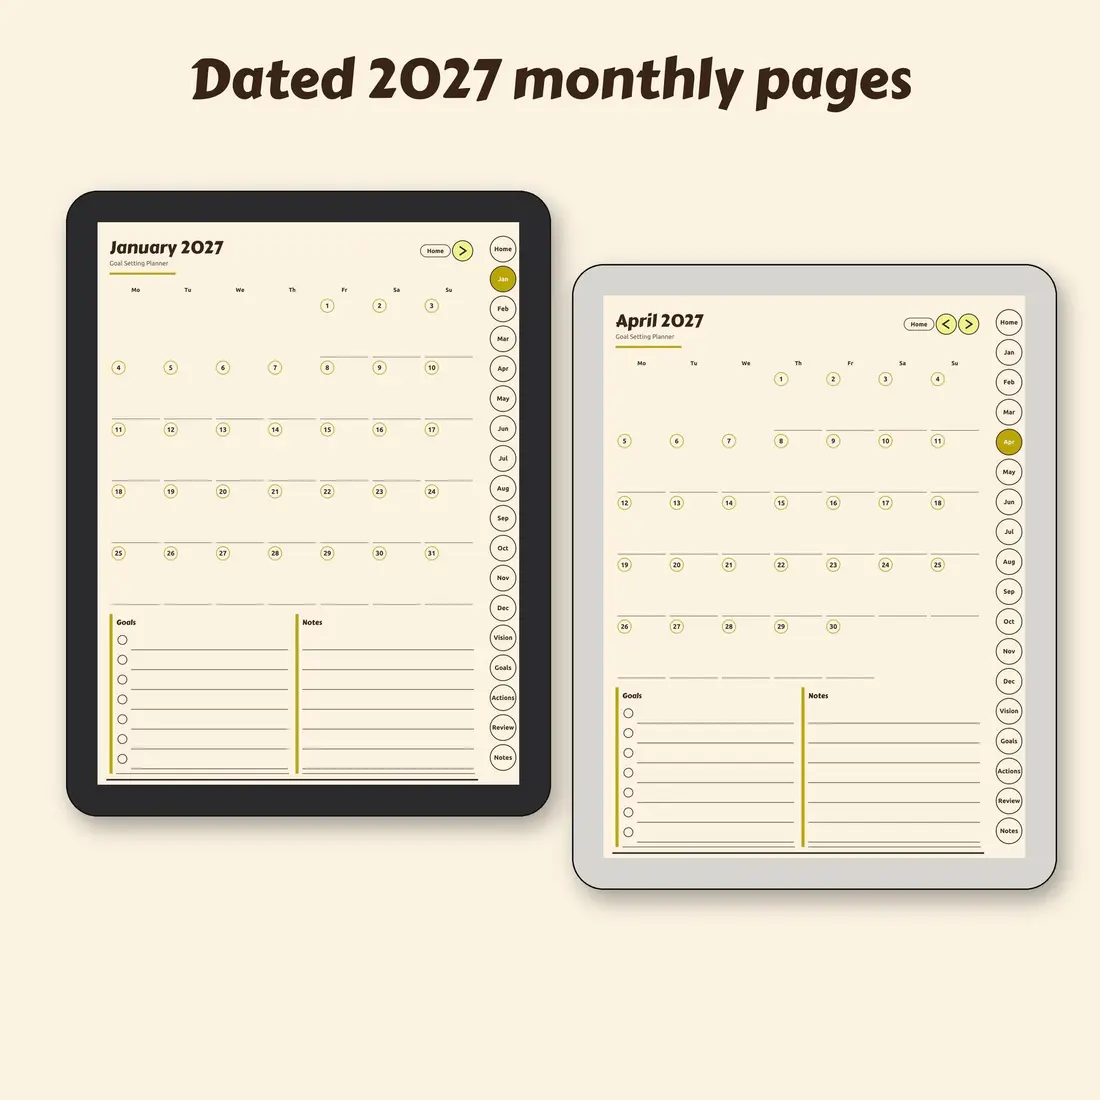 Dated 2027 monthly pages
January 2027
Goal Setting Planner
Home >
Mo Tu We Th Fr Sa Su
1 2 3
4 5 6 7 8 9 10
11 12 13 14 15 16 17
18 19 20 21 22 23 24
25 26 27 28 29 30 31
Goals
Notes
Home
Jan
Feb
Mar
Apr
May
Jun
Jul
Aug
Sep
Oct
Nov
Dec
Vision
Goals
Actions
Review
Notes
April 2027
Goal Setting Planner
Home < >
Mo Tu We Th Fr Sa Su
1 2 3 4
5 6 7 8 9 10 11
12 13 14 15 16 17 18
19 20 21 22 23 24 25
26 27 28 29 30
Goals
Notes
Home
Jan
Feb
Mar
Apr
May
Jun
Jul
Aug
Sep
Oct
Nov
Dec
Vision
Goals
Actions
Review
Notes